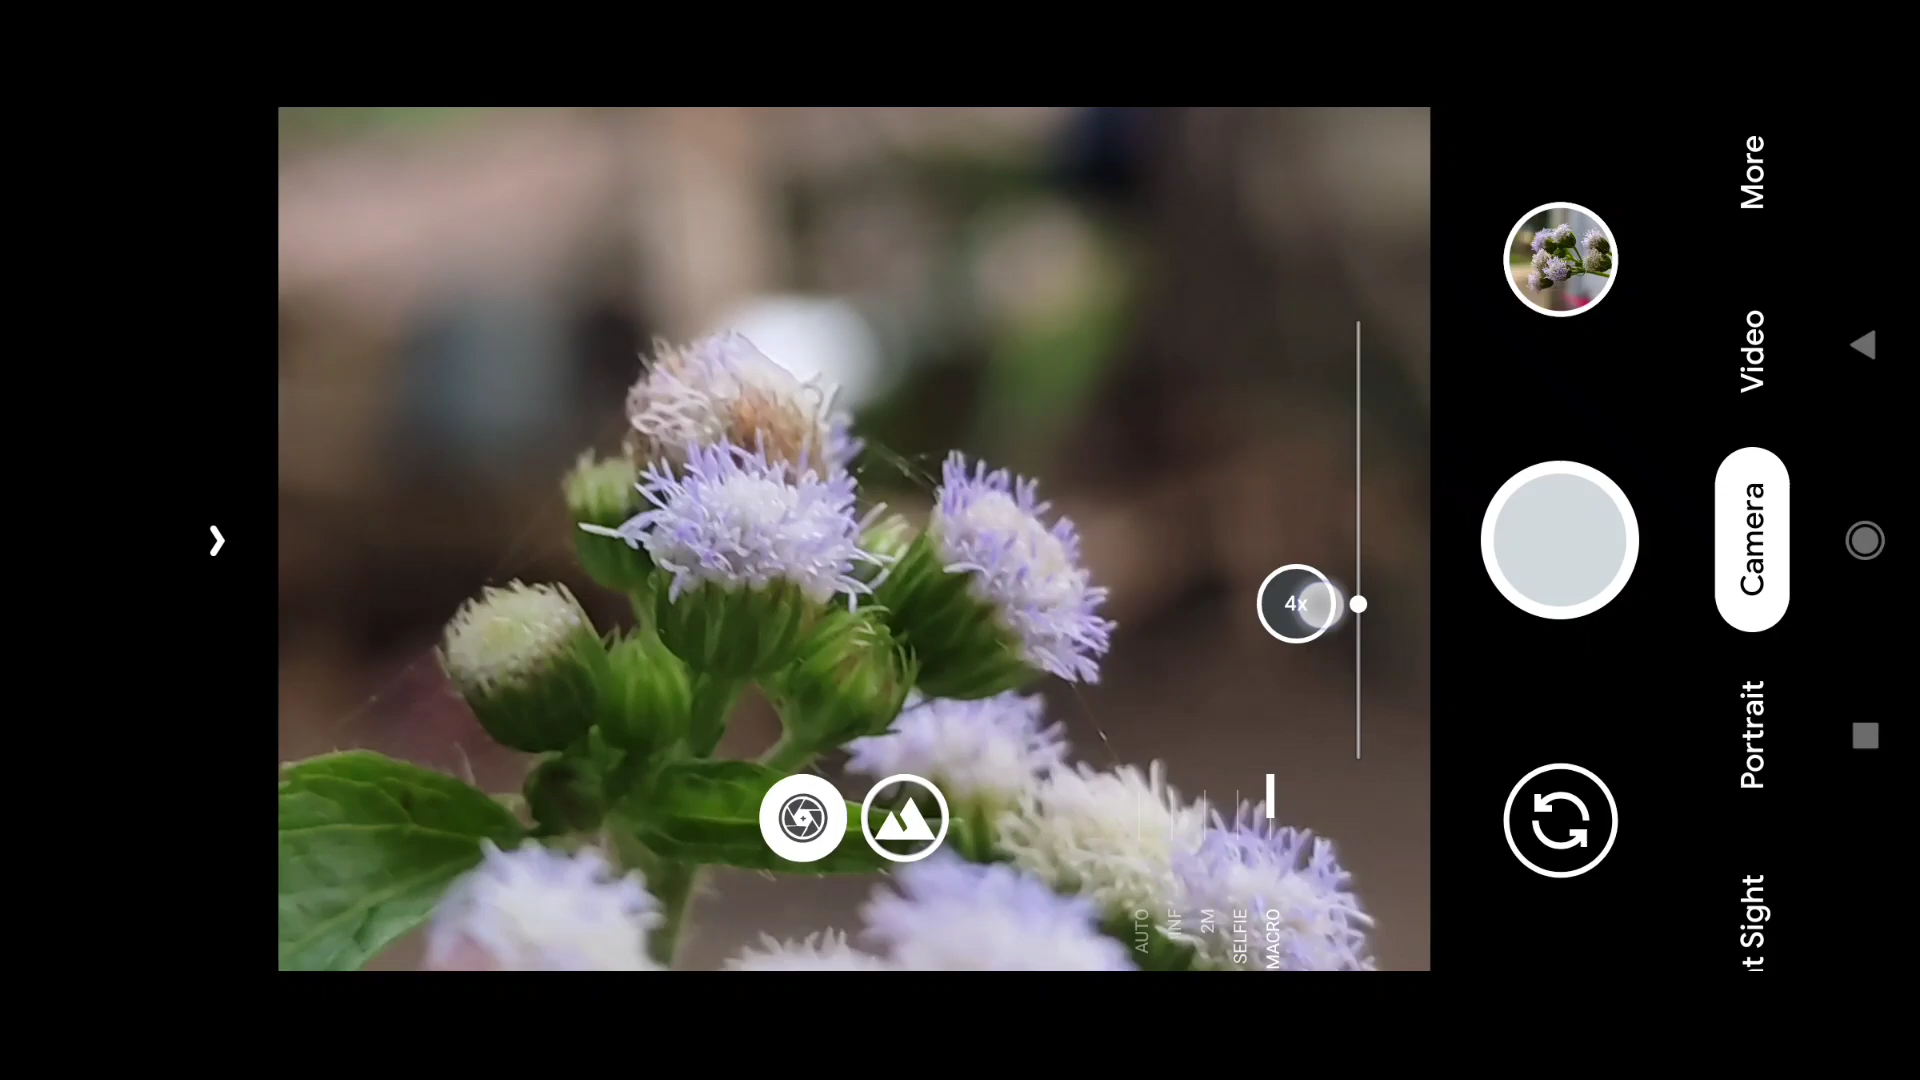 More
Video
Camera
Portrait
t Sight
4x
AUTO
INF
2M
SELFIE
MACRO